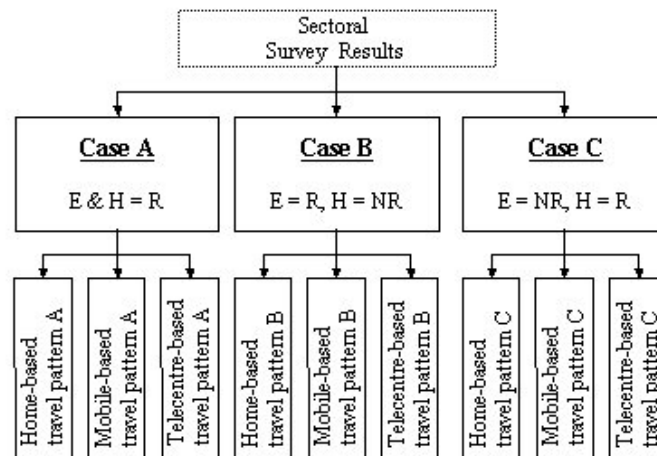 Sectoral
Survey Results
Case A
E & H = R
Case B
E = R, H = NR
Case C
E = NR, H = R
Home-based
travel pattern A
Mobile-based
travel pattern A
Telecentre-based
travel pattern A
Home-based
travel pattern B
Mobile-based
travel pattern B
Telecentre-based
travel pattern B
Home-based
travel pattern C
Mobile-based
travel pattern C
Telecentre-based
travel pattern C